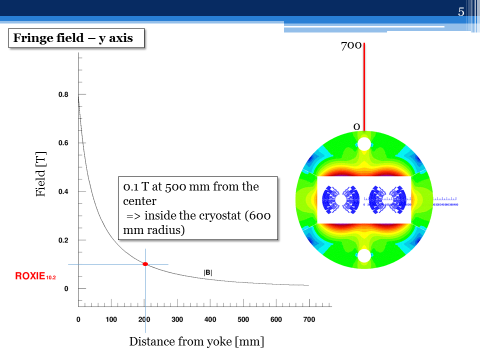 5
Fringe field – y axis
700
0
0.8
0.6
0.4
0.2
0
Field [T]
0.1 T at 500 mm from the
center
=> inside the cryostat (600
mm radius)
ROXIE10.2
|B|
0 100 200 300 400 500 600 700
Distance from yoke [mm]